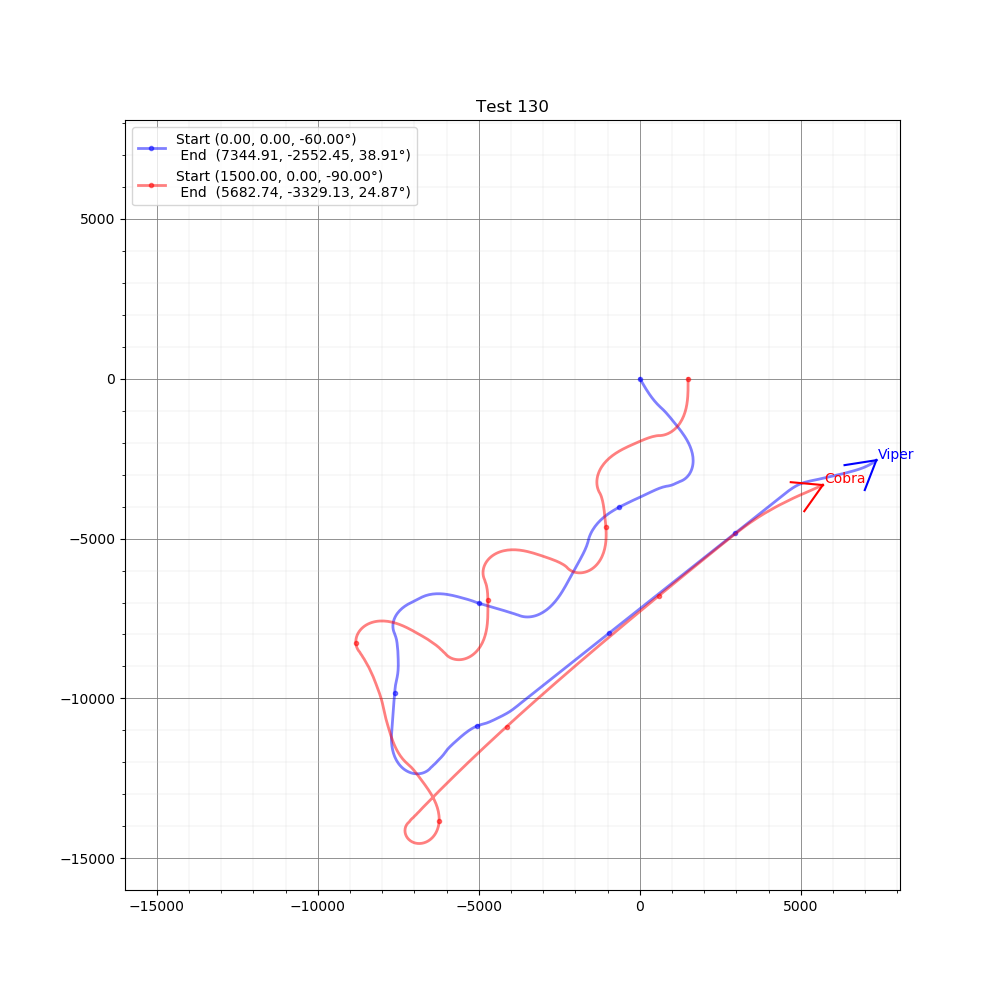 Test 130
Start (0.00, 0.00, -60.00°)
End (7344.91, -2552.45, 38.91°)
Start (1500.00, 0.00, -90.00°)
End (5682.74, -3329.13, 24.87°)
5000
0
−5000
−10000
−15000
Viper
Cobra
−15000
−10000
−5000
0
5000